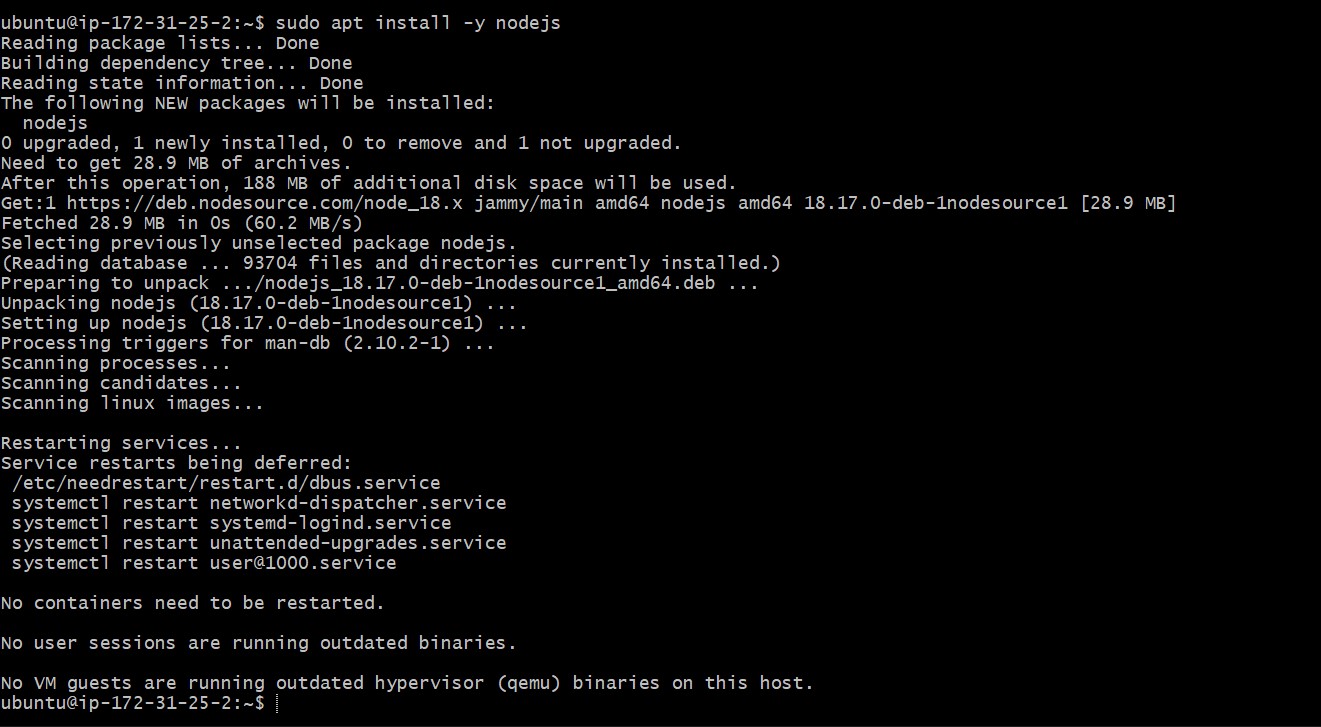 ubuntu@ip-172-31-25-2:~$ sudo apt install -y nodejs
Reading package lists... Done
Building dependency tree... Done
Reading state information... Done
The following NEW packages will be installed:
  nodejs
0 upgraded, 1 newly installed, 0 to remove and 1 not upgraded.
Need to get 28.9 MB of archives.
After this operation, 188 MB of additional disk space will be used.
Get:1 https://deb.nodesource.com/node_18.x jammy/main amd64 nodejs amd64 18.17.0-deb-1nodesource1 [28.9 MB]
Fetched 28.9 MB in 0s (60.2 MB/s)
Selecting previously unselected package nodejs.
(Reading database ... 93704 files and directories currently installed.)
Preparing to unpack .../nodejs_18.17.0-deb-1nodesource1_amd64.deb ...
Unpacking nodejs (18.17.0-deb-1nodesource1) ...
Setting up nodejs (18.17.0-deb-1nodesource1) ...
Processing triggers for man-db (2.10.2-1) ...
Scanning processes...
Scanning candidates...
Scanning linux images...

Restarting services...
Service restarts being deferred:
 /etc/needrestart/restart.d/dbus.service
 systemctl restart networkd-dispatcher.service
 systemctl restart systemd-logind.service
 systemctl restart unattended-upgrades.service
 systemctl restart user@1000.service

No containers need to be restarted.

No user sessions are running outdated binaries.

No VM guests are running outdated hypervisor (qemu) binaries on this host.
ubuntu@ip-172-31-25-2:~$